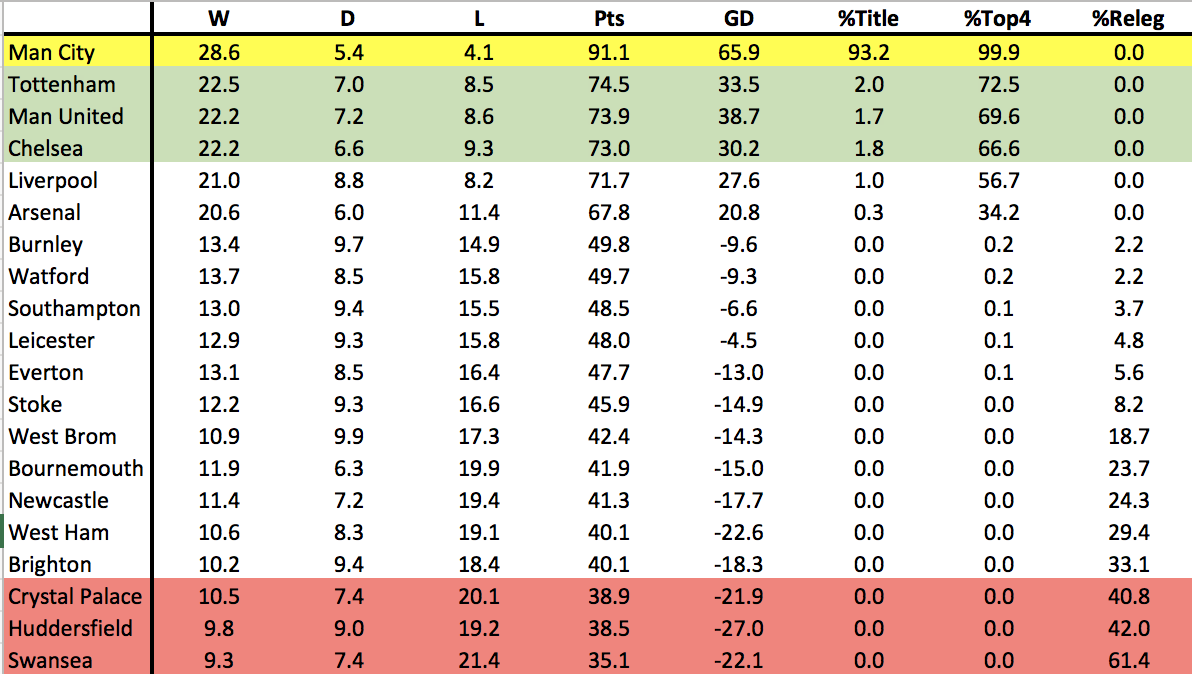 W D L Pts GD %Title %Top4 %Releg
Man City 28.6 5.4 4.1 91.1 65.9 93.2 99.9 0.0
Tottenham 22.5 7.0 8.5 74.5 33.5 2.0 72.5 0.0
Man United 22.2 7.2 8.6 73.9 38.7 1.7 69.6 0.0
Chelsea 22.2 6.6 9.3 73.0 30.2 1.8 66.6 0.0
Liverpool 21.0 8.8 8.2 71.7 27.6 1.0 56.7 0.0
Arsenal 20.6 6.0 11.4 67.8 20.8 0.3 34.2 0.0
Burnley 13.4 9.7 14.9 49.8 -9.6 0.0 0.2 2.2
Watford 13.7 8.5 15.8 49.7 -9.3 0.0 0.2 2.2
Southampton 13.0 9.4 15.5 48.5 -6.6 0.0 0.1 3.7
Leicester 12.9 9.3 15.8 48.0 -4.5 0.0 0.1 4.8
Everton 13.1 8.5 16.4 47.7 -13.0 0.0 0.1 5.6
Stoke 12.2 9.3 16.6 45.9 -14.9 0.0 0.0 8.2
West Brom 10.9 9.9 17.3 42.4 -14.3 0.0 0.0 18.7
Bournemouth 11.9 6.3 19.9 41.9 -15.0 0.0 0.0 23.7
Newcastle 11.4 7.2 19.4 41.3 -17.7 0.0 0.0 24.3
West Ham 10.6 8.3 19.1 40.1 -22.6 0.0 0.0 29.4
Brighton 10.2 9.4 18.4 40.1 -18.3 0.0 0.0 33.1
Crystal Palace 10.5 7.4 20.1 38.9 -21.9 0.0 0.0 40.8
Huddersfield 9.8 9.0 19.2 38.5 -27.0 0.0 0.0 42.0
Swansea 9.3 7.4 21.4 35.1 -22.1 0.0 0.0 61.4